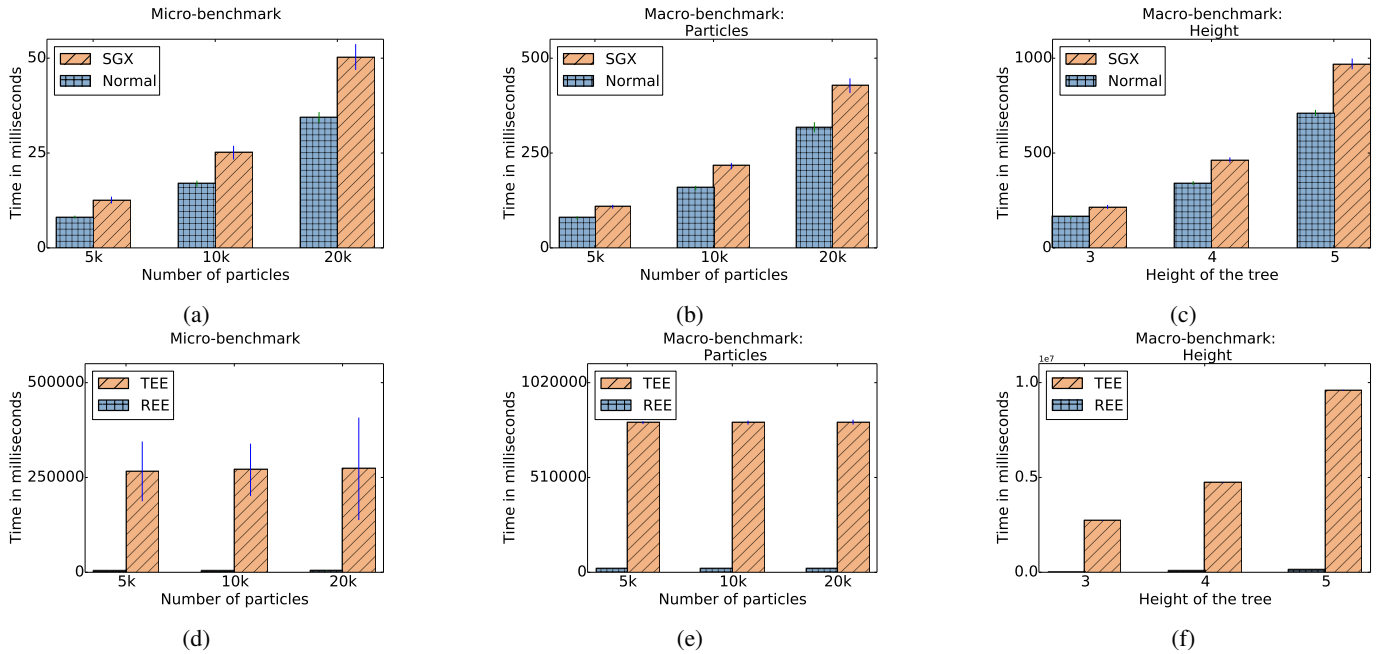 Micro-benchmark
50
25
0
Time in milliseconds
SGX
Normal
5k 10k 20k
Number of particles
(a)
Macro-benchmark:
Particles
500
250
0
Time in milliseconds
SGX
Normal
5k 10k 20k
Number of particles
(b)
Macro-benchmark:
Height
1000
500
0
Time in milliseconds
SGX
Normal
3 4 5
Height of the tree
(c)
Micro-benchmark
500000
250000
0
Time in milliseconds
TEE
REE
5k 10k 20k
Number of particles
(d)
Macro-benchmark:
Particles
1020000
510000
0
Time in milliseconds
TEE
REE
5k 10k 20k
Number of particles
(e)
Macro-benchmark:
Height
1e7
1.0
0.5
0.0
Time in milliseconds
TEE
REE
3 4 5
Height of the tree
(f)